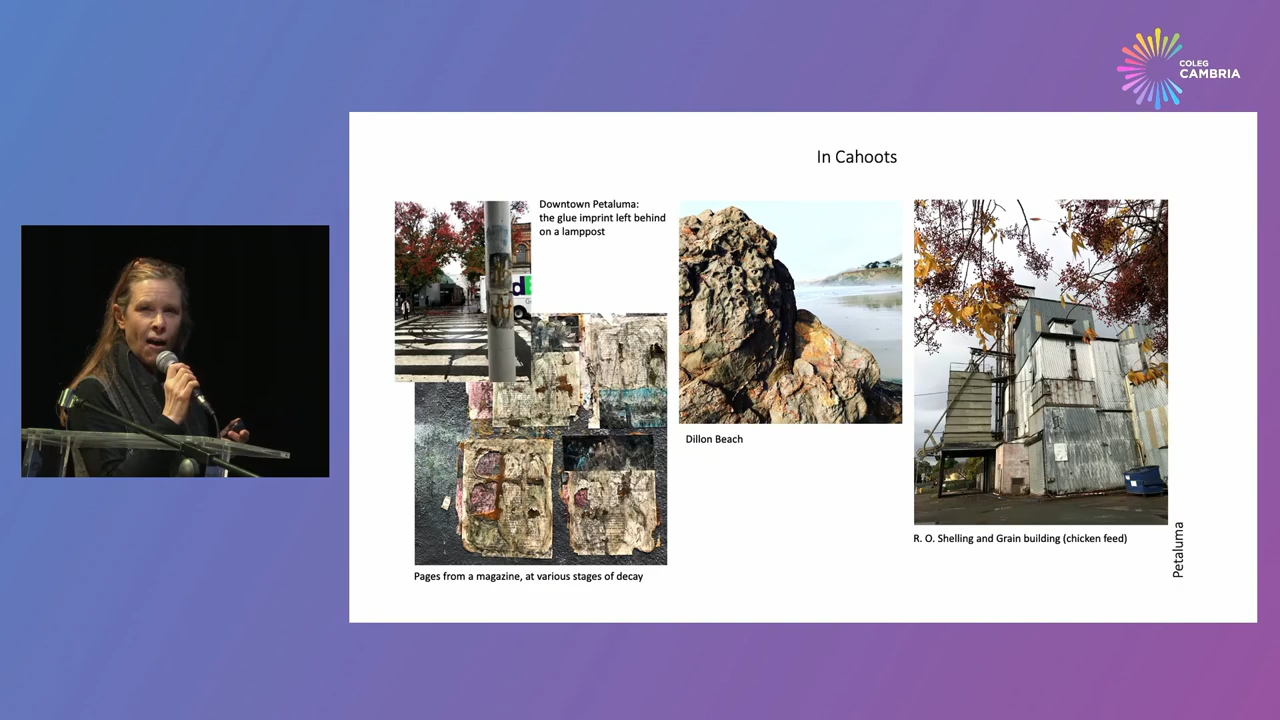 COLEG
CAMBRIA
In Cahoots
Downtown Petaluma:
the glue imprint left behind
on a lamppost
Dillon Beach
R. O. Shelling and Grain building (chicken feed)
Petaluma
Pages from a magazine, at various stages of decay